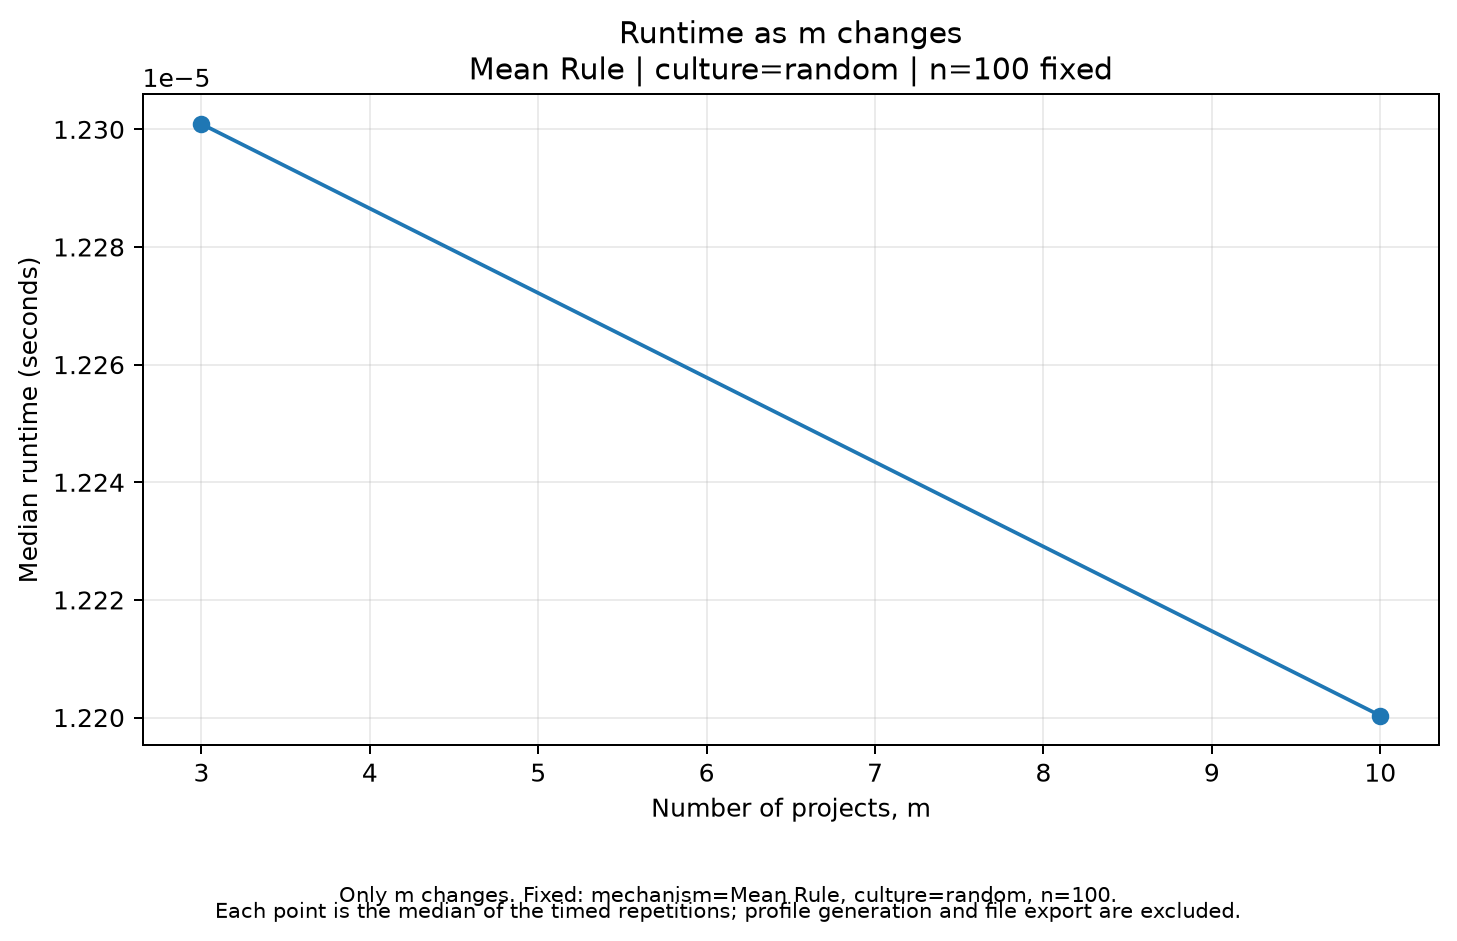 Runtime as m changes
Mean Rule | culture=random | n=100 fixed
1e−5
1.230
1.228
1.226
1.224
1.222
1.220
Median runtime (seconds)
3 4 5 6 7 8 9 10
Number of projects, m
Only m changes. Fixed: mechanism=Mean Rule, culture=random, n=100.
Each point is the median of the timed repetitions; profile generation and file export are excluded.